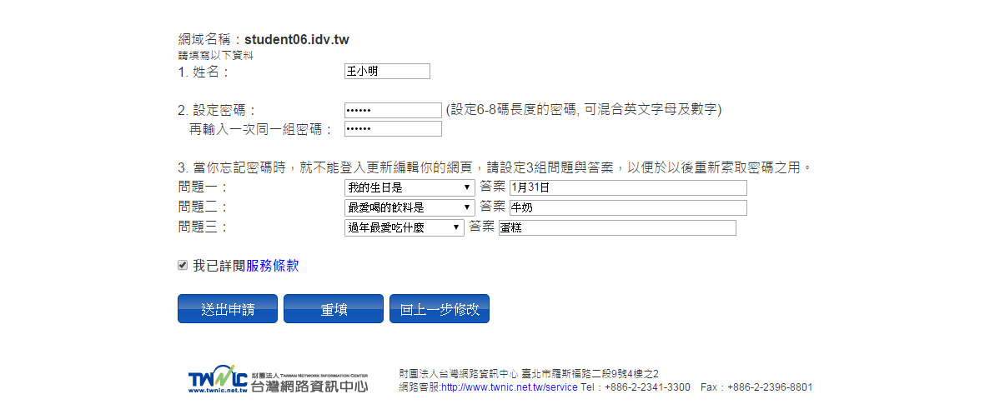 網域名稱：student06.idv.tw
請填寫以下資料
1. 姓名： 王小明
2. 設定密碼： •••••• (設定6-8碼長度的密碼, 可混合英文字母及數字)
再輸入一次同一組密碼： ••••••
3. 當你忘記密碼時，就不能登入更新編輯你的網頁，請設定3組問題與答案，以便於以後重新索取密碼之用。
問題一： 我的生日是 答案 1月31日
問題二： 最愛喝的飲料是 答案 牛奶
問題三： 過年最愛吃什麼 答案 蛋糕
我已詳閱服務條款
送出申請 重填 回上一步修改
TWNIC 財團法人 TAIWAN NETWORK INFORMATION CENTER 財團法人台灣網路資訊中心 臺北市羅斯福路二段9號4樓之2
www.twnic.net.tw 台灣網路資訊中心 網路客服:http://www.twnic.net.tw/service Tel：+886-2-2341-3300 Fax：+886-2-2396-8801